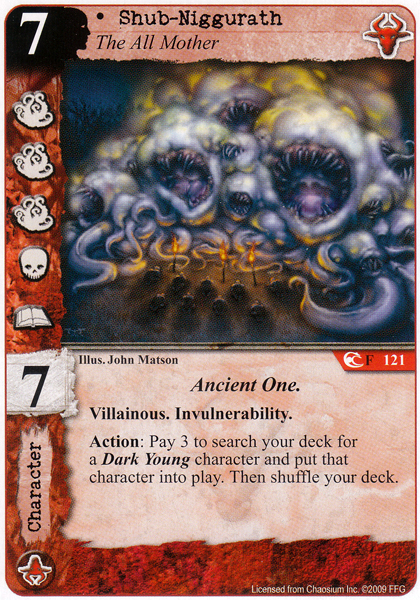 7
• Shub-Niggurath
The All Mother
Illus. John Matson
F 121
7
Ancient One.
Villainous. Invulnerability.
Action: Pay 3 to search your deck for
a Dark Young character and put that
character into play. Then shuffle your deck.
Character
Licensed from Chaosium Inc. ©2009 FFG